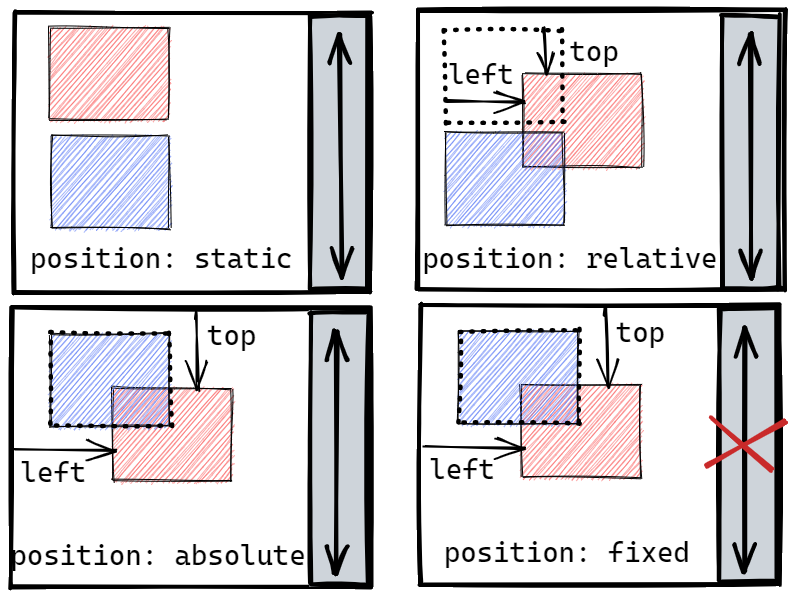 position: static
top
left
position: relative
top
left
position: absolute
top
left
position: fixed